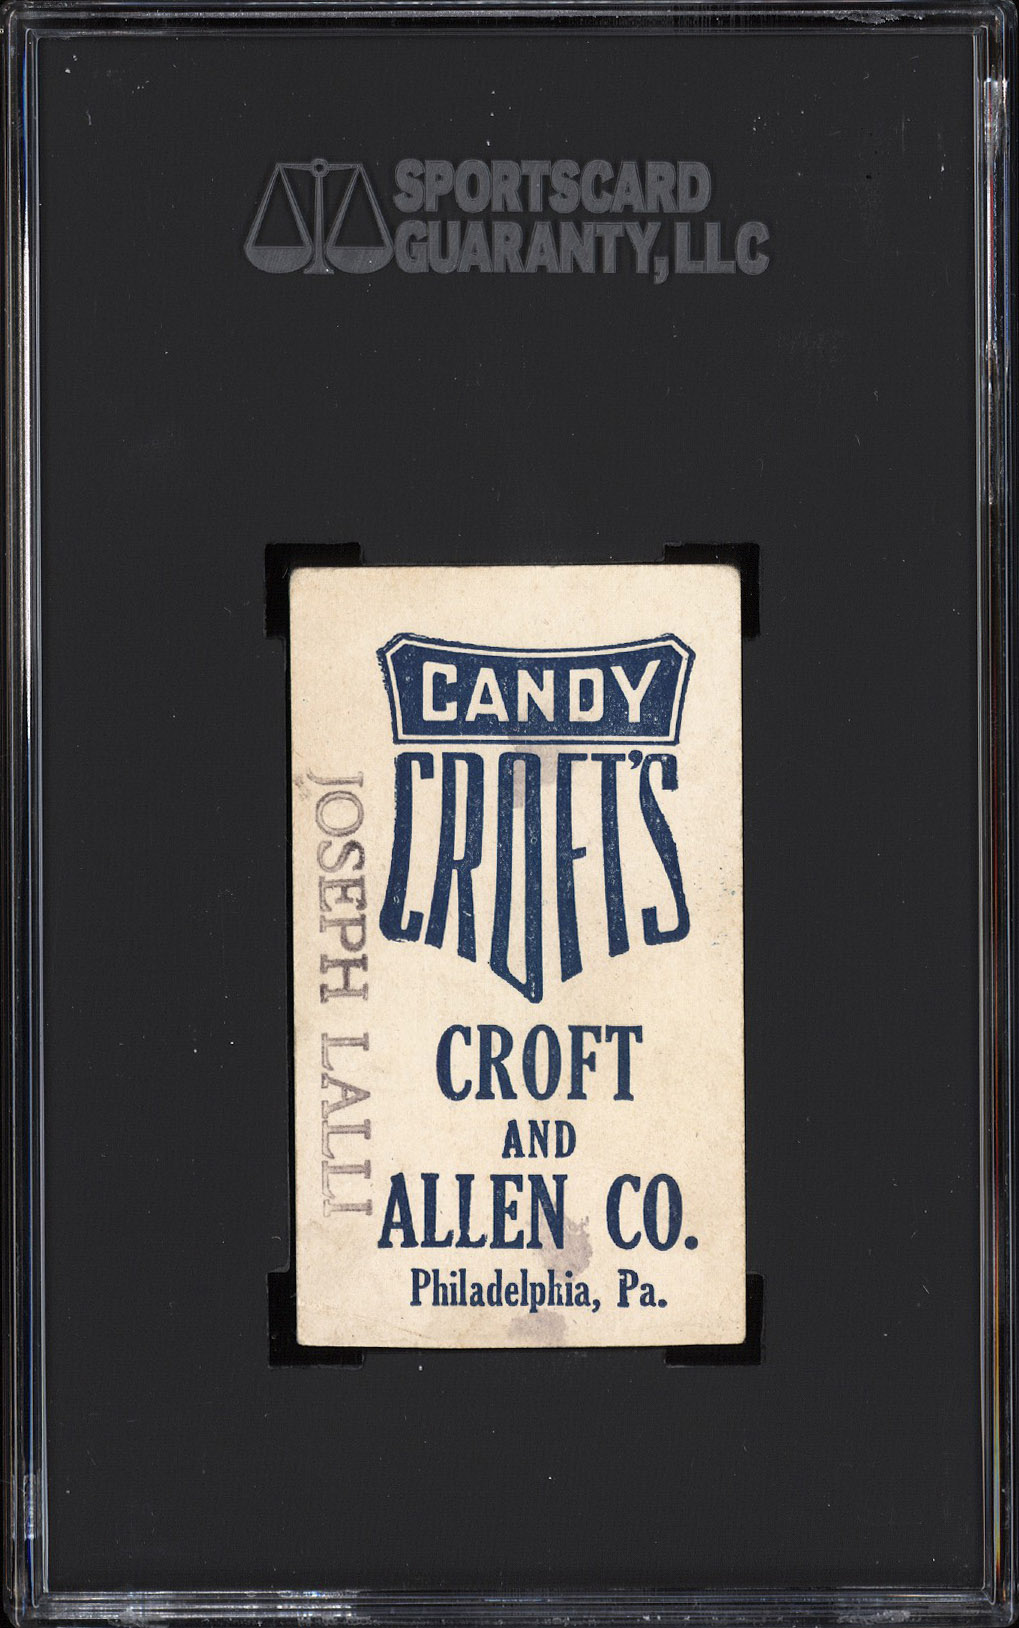 SPORTSCARD
GUARANTY, LLC
CANDY
CROFT'S
CROFT
AND
ALLEN CO.
Philadelphia, Pa.
JOSEPH LALLI